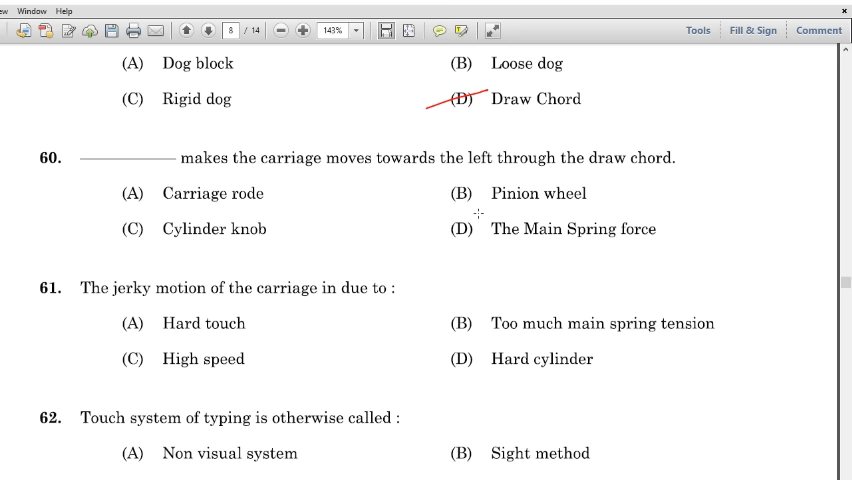 ew Window Help
8 / 14 143% Tools Fill & Sign Comment
(A) Dog block (B) Loose dog
(C) Rigid dog (D) Draw Chord
60. ———— makes the carriage moves towards the left through the draw chord.
(A) Carriage rode (B) Pinion wheel
(C) Cylinder knob (D) The Main Spring force
61. The jerky motion of the carriage in due to :
(A) Hard touch (B) Too much main spring tension
(C) High speed (D) Hard cylinder
62. Touch system of typing is otherwise called :
(A) Non visual system (B) Sight method